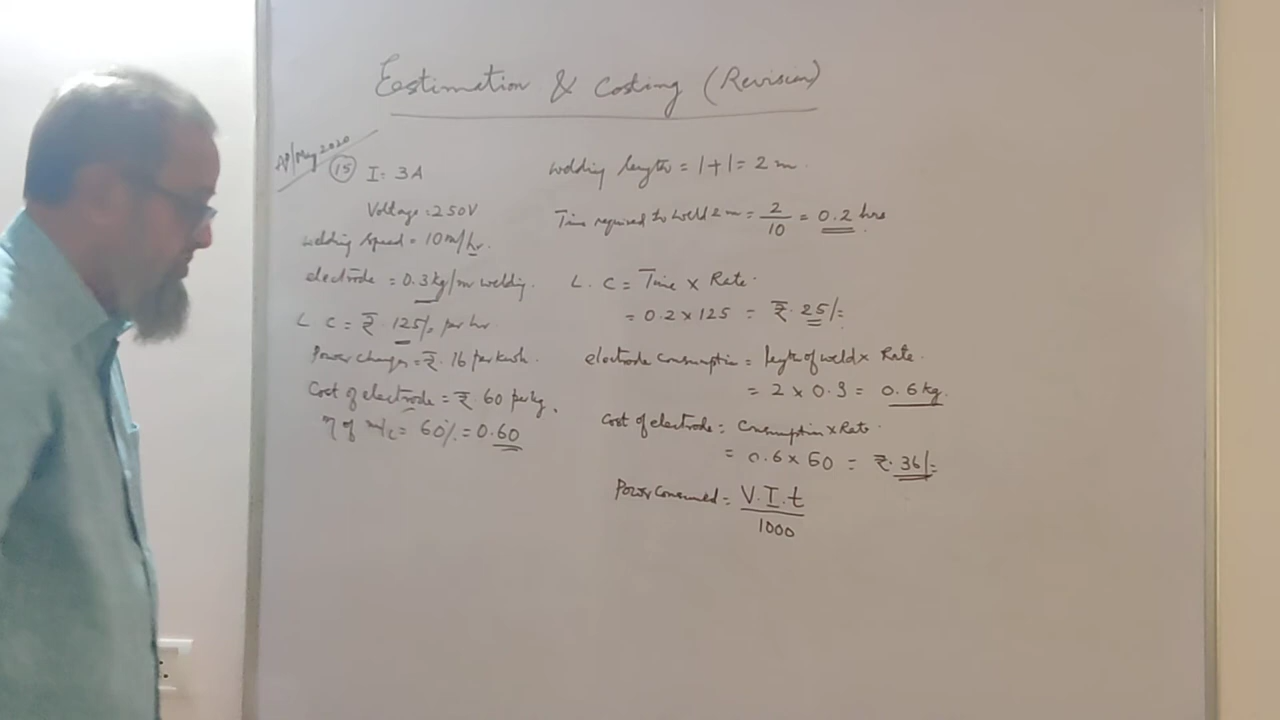 Eestimation & Costing (Revision)
Ap/May 2020
15 I = 3A
Voltage = 250V
welding speed = 10m/hr.
electrode = 0.3kg/m welding.
L C = ₹. 125/- per hr.
Power charges = ₹. 16 per kwh.
Cost of electrode = ₹. 60 per kg.
η of m/c = 60% = 0.60
welding length = 1+1 = 2 m.
Time required to weld 2 m = 2/10 = 0.2 hrs.
L. C = Time × Rate.
= 0.2 × 125 = ₹. 25/=
electrode consumption = length of weld × Rate.
= 2 × 0.3 = 0.6 kg.
Cost of electrode = Consumption × Rate.
= 0.6 × 60 = ₹. 36/=
Power Consumed = V.I.t
1000